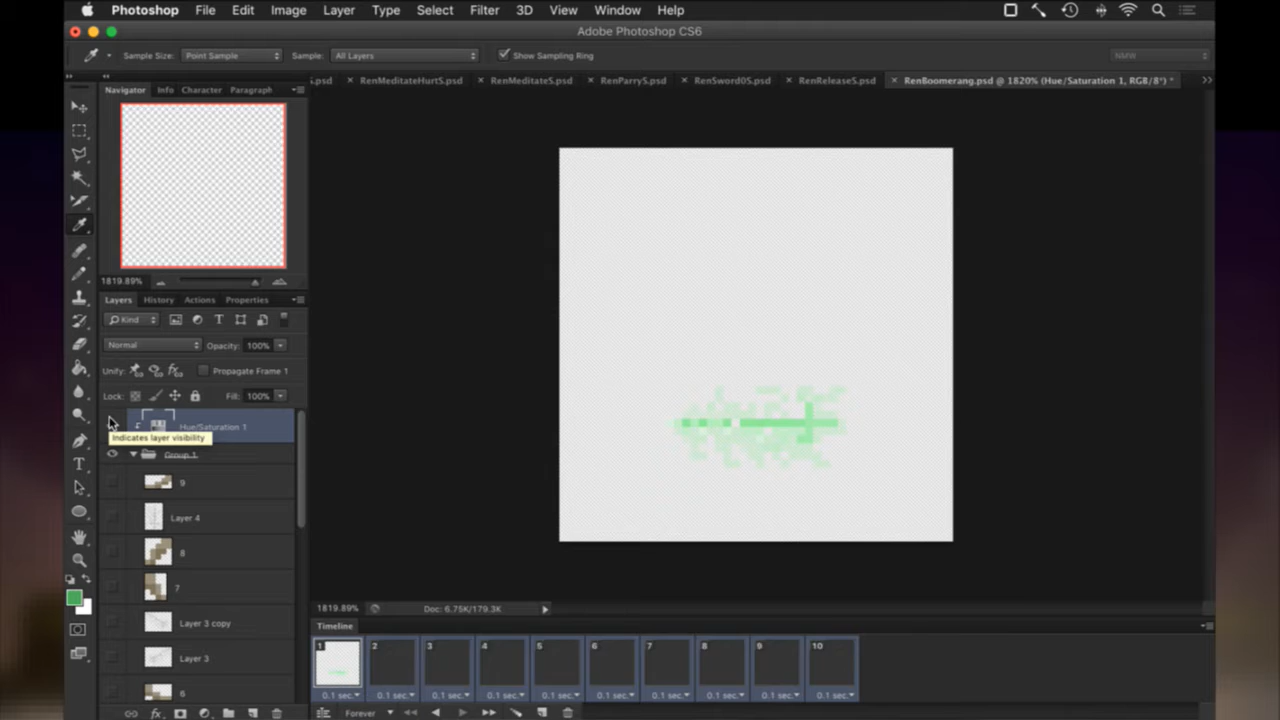 Photoshop File Edit Image Layer Type Select Filter 3D View Window Help
Adobe Photoshop CS6
Sample Size: Point Sample Sample: All Layers Show Sampling Ring
.psd × RenMeditateHurtS.psd × RenMeditateS.psd × RenParryS.psd × RenSword0S.psd × RenReleaseS.psd × RenBoomerang.psd @ 1820% (Hue/Saturation 1, RGB/8*) *
Navigator Info Character Paragraph
1819.89%
Layers History Actions Properties
Kind
Normal Opacity: 100%
Unify: Propagate Frame 1
Lock: Fill: 100%
Hue/Saturation 1
Indicates layer visibility
Group 1
9
Layer 4
8
7
Layer 3 copy
Layer 3
6
1819.89% Doc: 6.75K/179.3K
Timeline
1 2 3 4 5 6 7 8 9 10
0.1 sec. 0.1 sec. 0.1 sec. 0.1 sec. 0.1 sec. 0.1 sec. 0.1 sec. 0.1 sec. 0.1 sec. 0.1 sec.
Forever